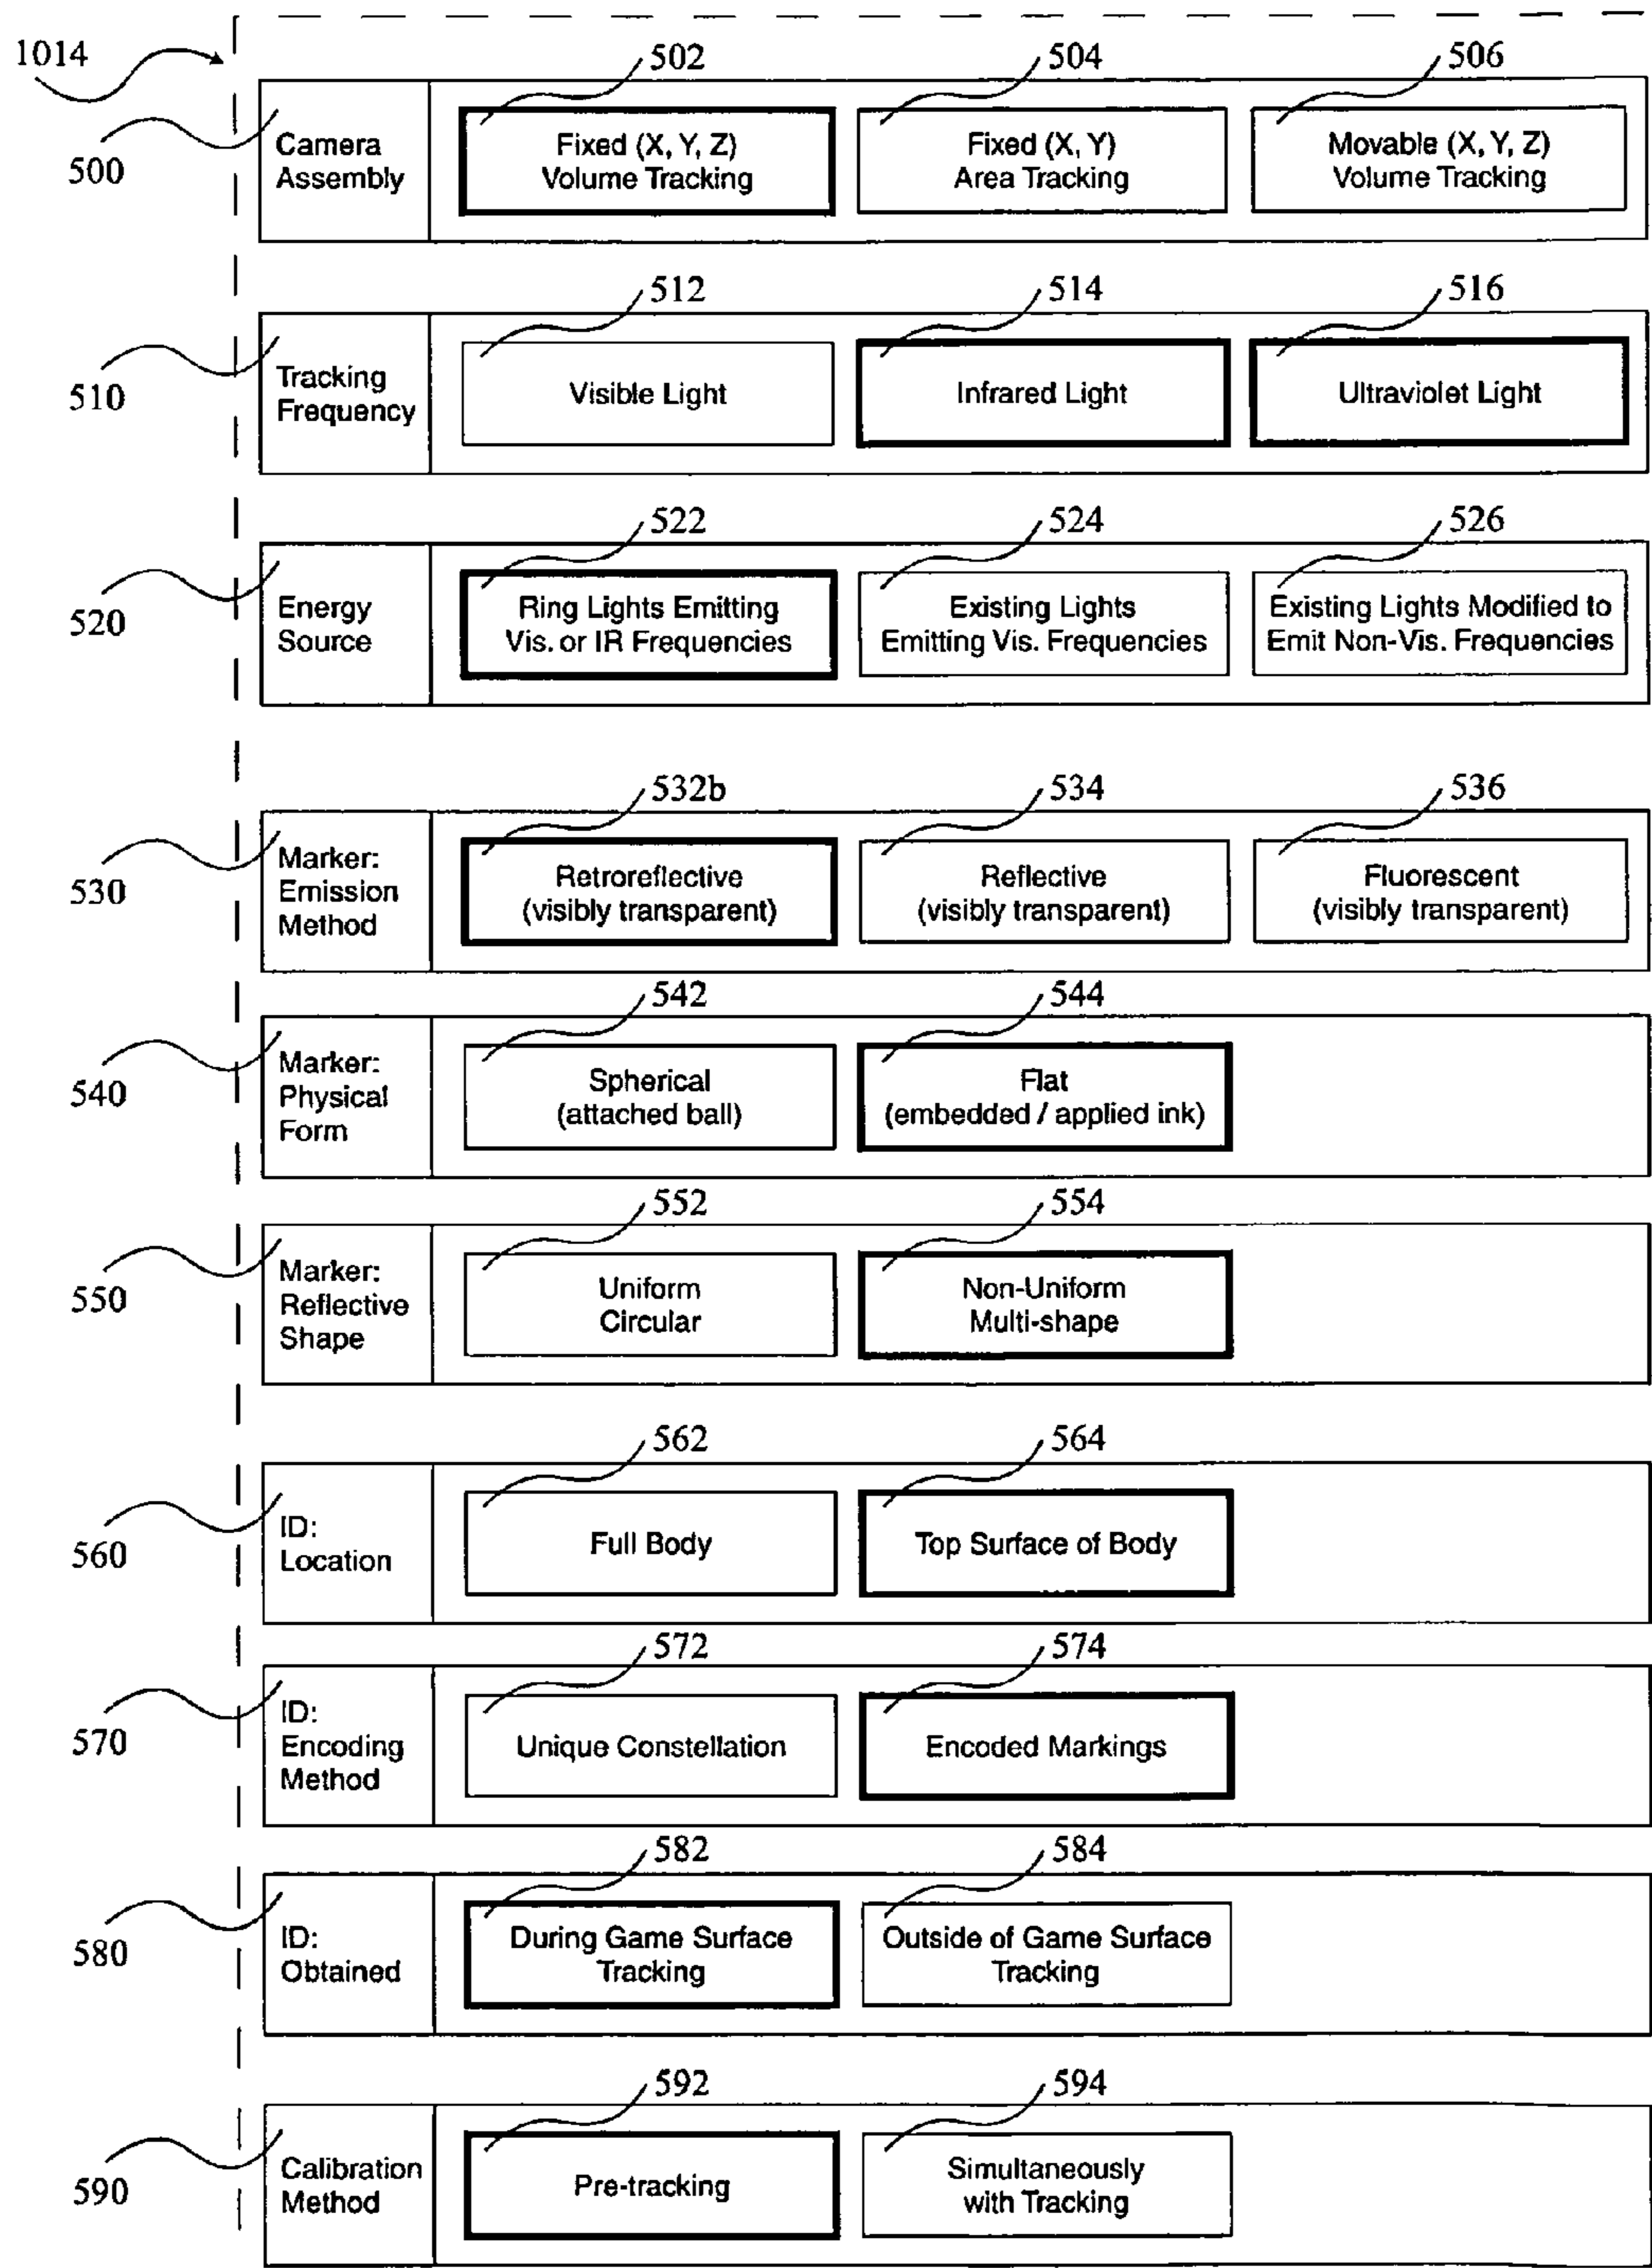 1014
502
504
506
500
Camera
Assembly
Fixed (X, Y, Z)
Volume Tracking
Fixed (X, Y)
Area Tracking
Movable (X, Y, Z)
Volume Tracking
512
514
516
510
Tracking
Frequency
Visible Light
Infrared Light
Ultraviolet Light
522
524
526
520
Energy
Source
Ring Lights Emitting
Vis. or IR Frequencies
Existing Lights
Emitting Vis. Frequencies
Existing Lights Modified to
Emit Non-Vis. Frequencies
532b
534
536
530
Marker:
Emission
Method
Retroreflective
(visibly transparent)
Reflective
(visibly transparent)
Fluorescent
(visibly transparent)
542
544
540
Marker:
Physical
Form
Spherical
(attached ball)
Flat
(embedded / applied ink)
552
554
550
Marker:
Reflective
Shape
Uniform
Circular
Non-Uniform
Multi-shape
562
564
560
ID:
Location
Full Body
Top Surface of Body
572
574
570
ID:
Encoding
Method
Unique Constellation
Encoded Markings
582
584
580
ID:
Obtained
During Game Surface
Tracking
Outside of Game Surface
Tracking
592
594
590
Calibration
Method
Pre-tracking
Simultaneously
with Tracking